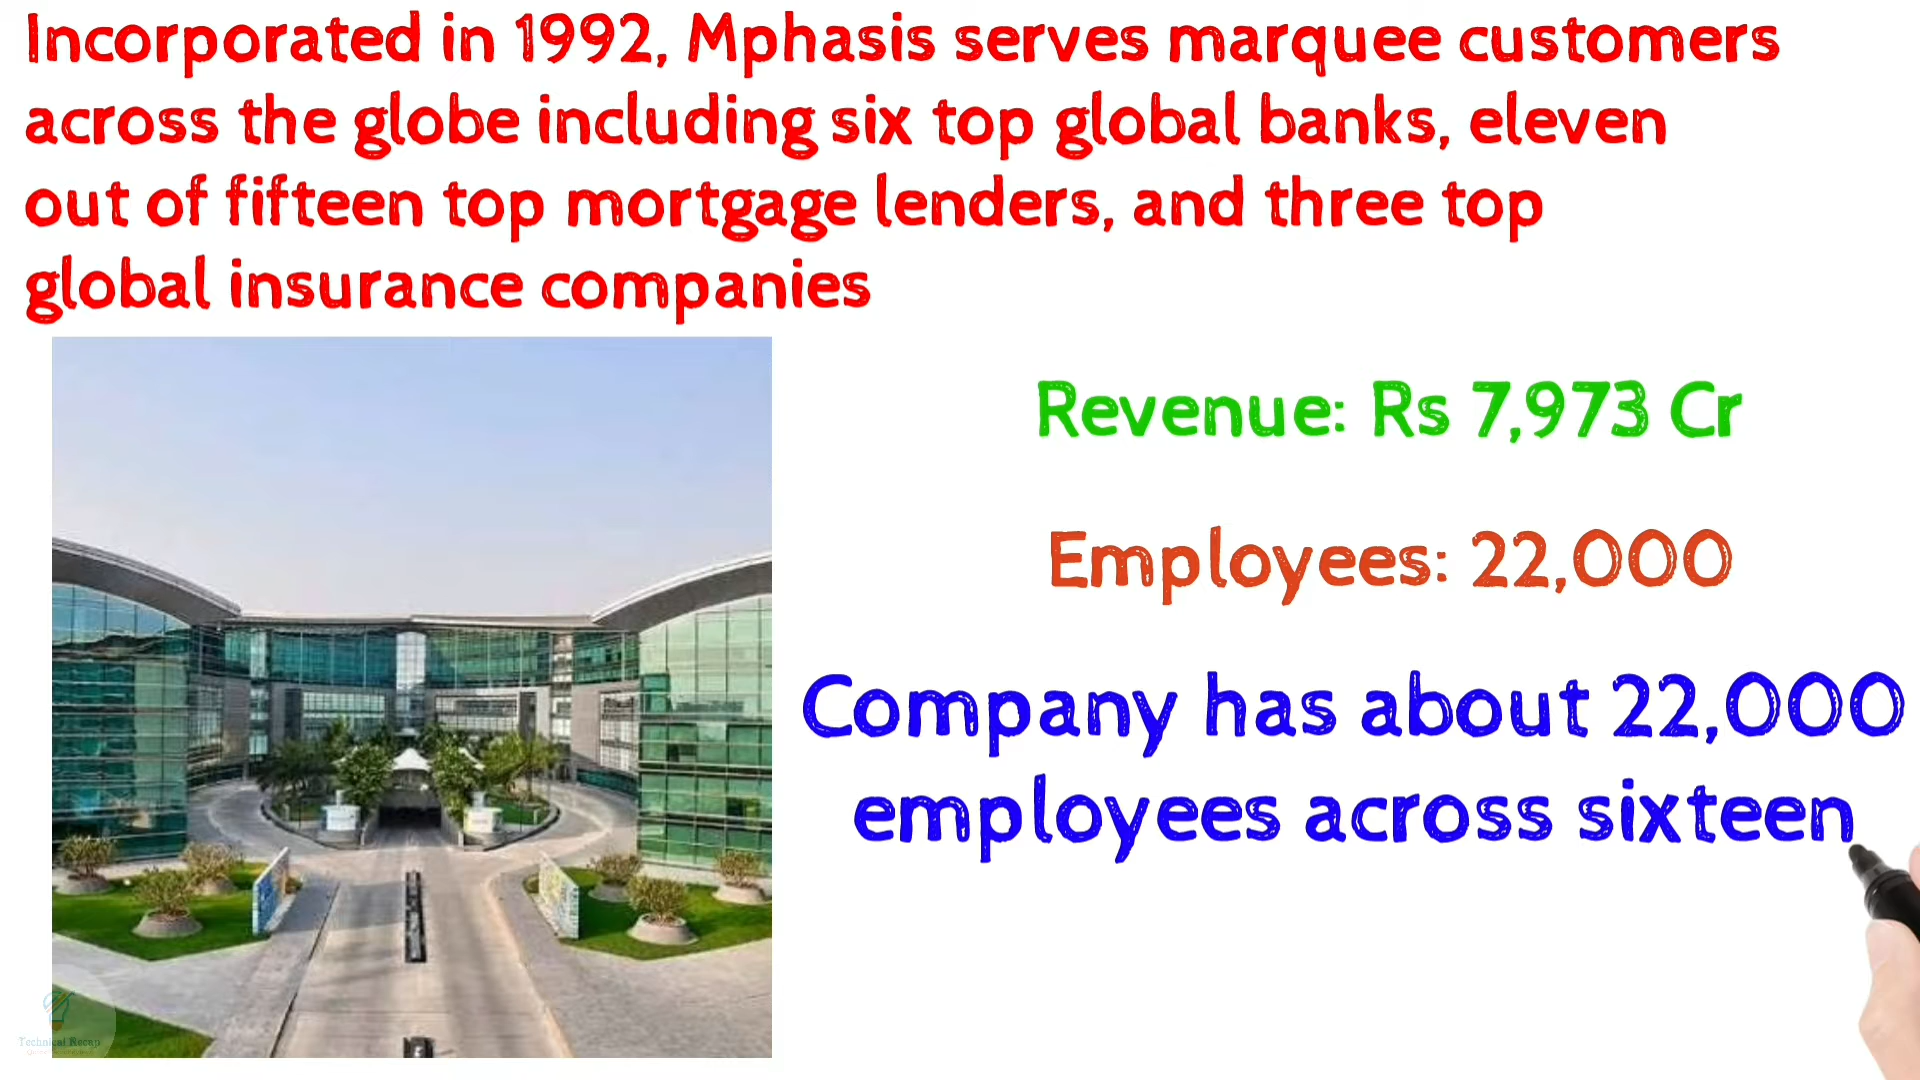 Incorporated in 1992, Mphasis serves marquee customers
across the globe including six top global banks, eleven
out of fifteen top mortgage lenders, and three top
global insurance companies
Revenue: Rs 7,973 Cr
Employees: 22,000
Company has about 22,000
employees across sixteen
Technical Recap